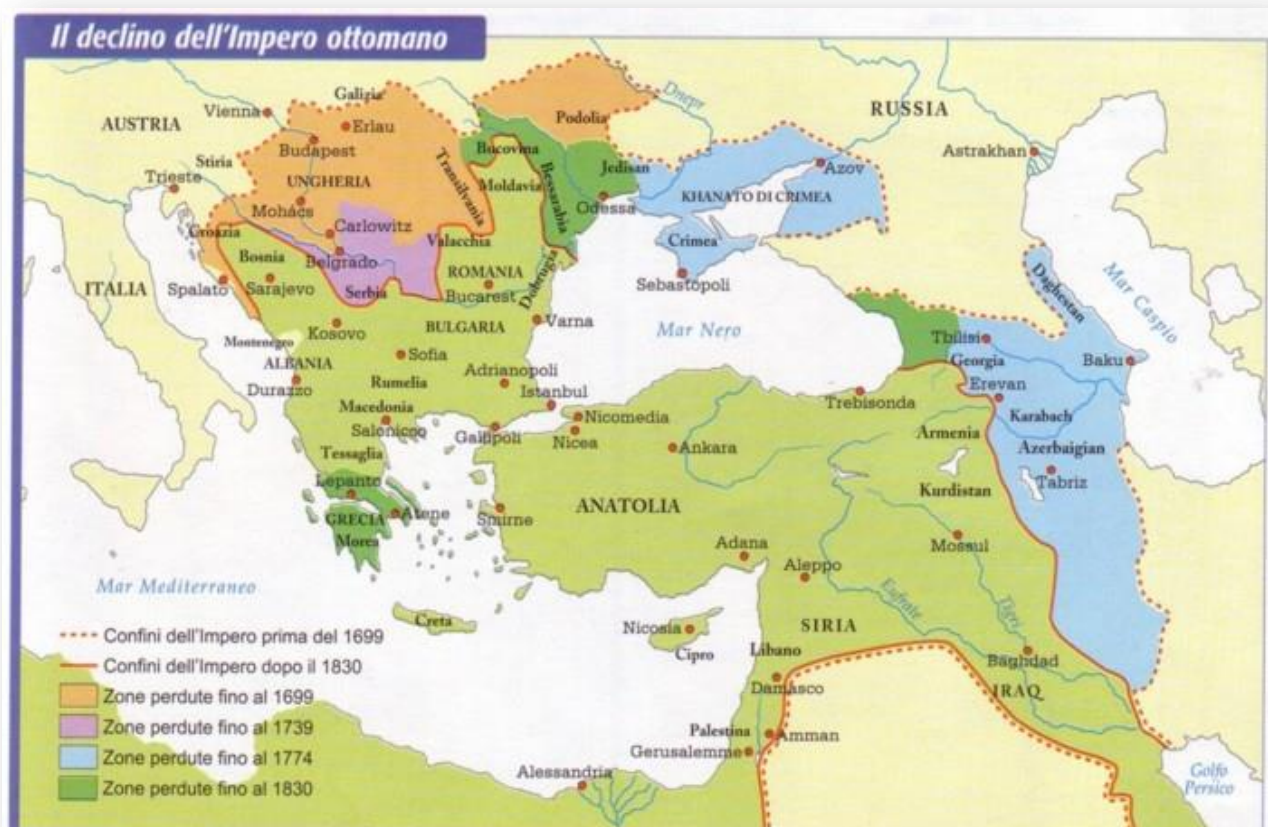 Il declino dell'Impero ottomano
Galizia
Dnepr
RUSSIA
Vienna
AUSTRIA
Erlau
Podolia
Budapest
Bucovina
Astrakhan
Stiria
Trieste
UNGHERIA
Transilvania
Moldavia
Bessarabia
Jedisan
Azov
Mohács
Odessa
KHANATO DI CRIMEA
Carlowitz
Croazia
Valacchia
Crimea
Bosnia
Belgrado
ROMANIA
Dobrugia
Daghestan
Mar Caspio
ITALIA
Spalato
Sarajevo
Serbia
Bucarest
Sebastopoli
Kosovo
BULGARIA
Varna
Mar Nero
Montenegro
Tbilisi
ALBANIA
Sofia
Georgia
Baku
Durazzo
Rumelia
Adrianopoli
Erevan
Istanbul
Trebisonda
Macedonia
Nicomedia
Karabach
Salonicco
Gallipoli
Nicea
Ankara
Armenia
Tessaglia
Azerbaigian
Lepanto
Kurdistan
Tabriz
GRECIA
Atene
Smirne
ANATOLIA
Morea
Mossul
Adana
Aleppo
Mar Mediterraneo
Eufrate
Tigri
Creta
Nicosia
SIRIA
Cipro
Libano
Baghdad
Damasco
IRAQ
Palestina
Amman
Gerusalemme
Alessandria
Golfo
Persico
Confini dell'Impero prima del 1699
Confini dell'Impero dopo il 1830
Zone perdute fino al 1699
Zone perdute fino al 1739
Zone perdute fino al 1774
Zone perdute fino al 1830